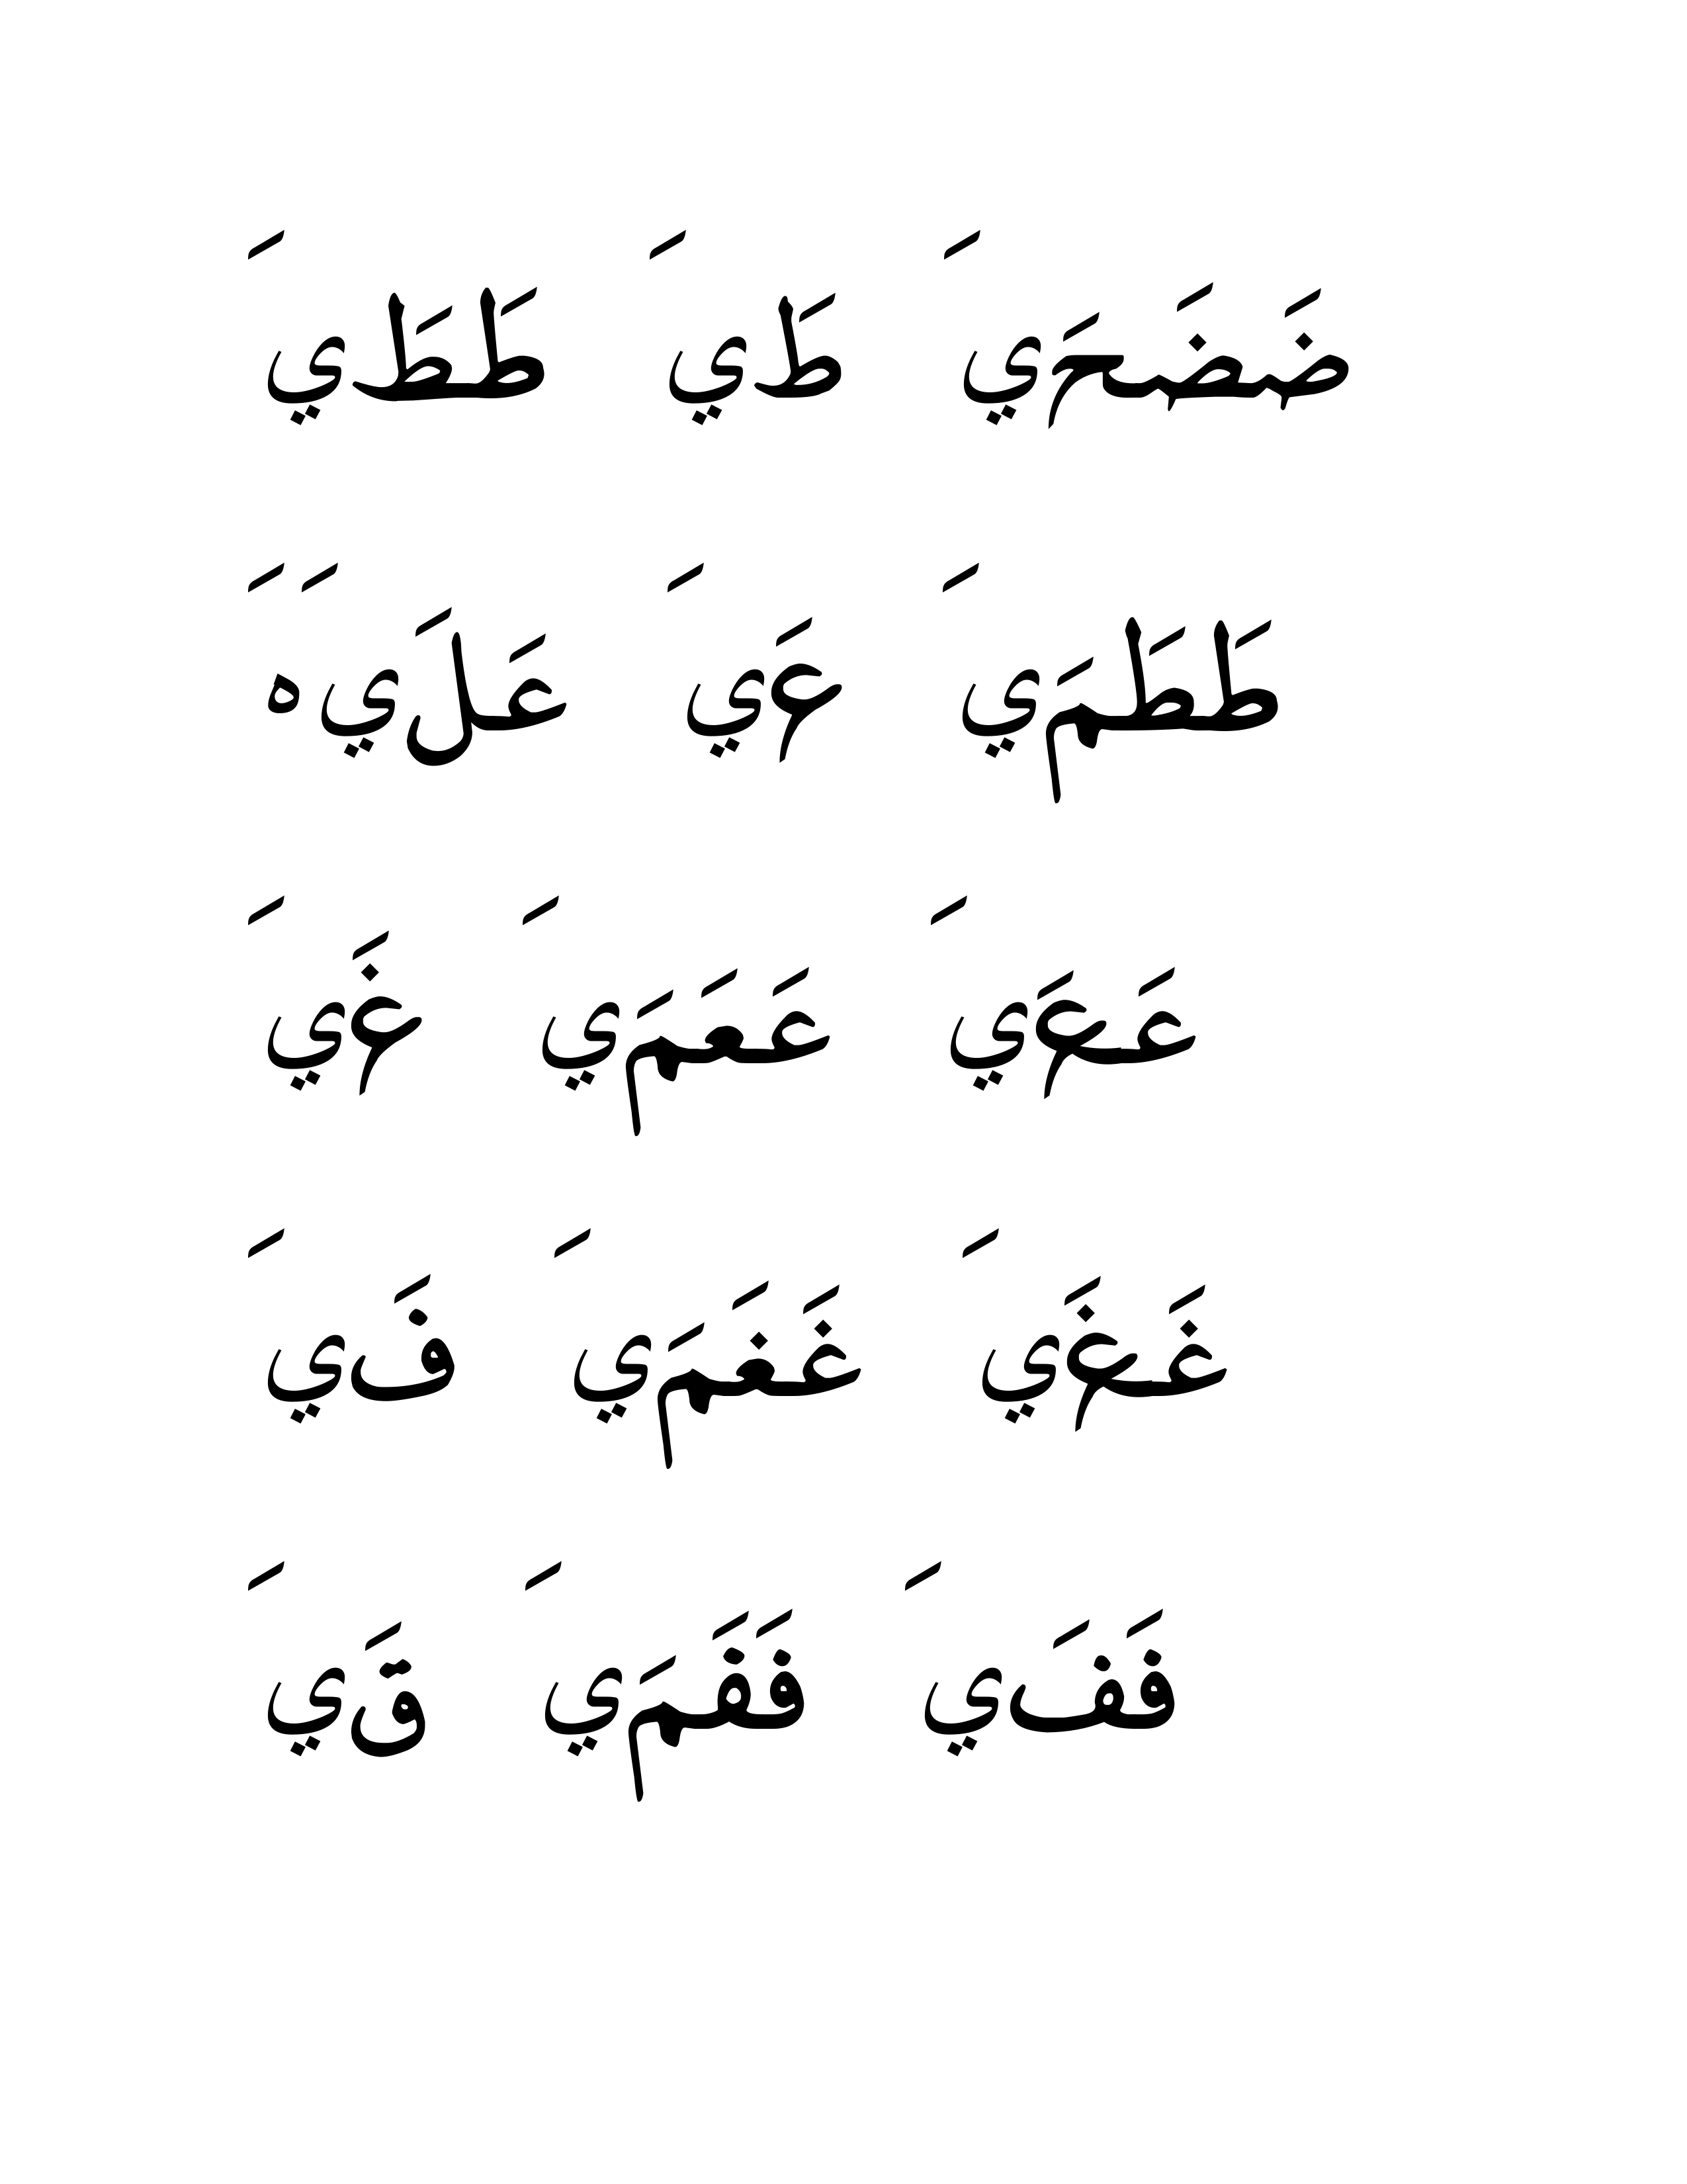 ضَضَحَ يَ طَ يَ طَطَ يَ
طَطَمَ يَ عَ يَ عَلَ يَ هَ
عَعَ يَ عَعَمَ يَ غَ يَ
غَغَ يَ غَغَمَ يَ فَ يَ
فَفَ يَ فَفَمَ يَ قَ يَ